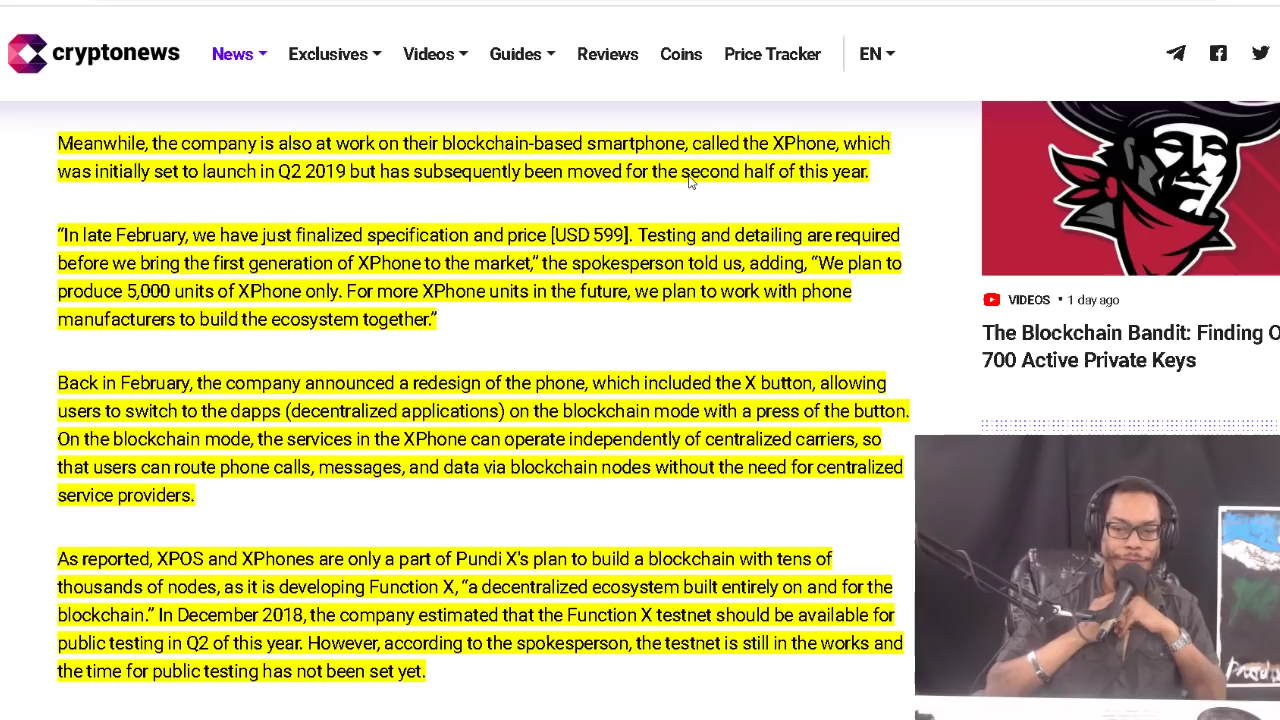 cryptonews News Exclusives Videos Guides Reviews Coins Price Tracker EN
Meanwhile, the company is also at work on their blockchain-based smartphone, called the XPhone, which
was initially set to launch in Q2 2019 but has subsequently been moved for the second half of this year.
“In late February, we have just finalized specification and price [USD 599]. Testing and detailing are required
before we bring the first generation of XPhone to the market,” the spokesperson told us, adding, “We plan to
produce 5,000 units of XPhone only. For more XPhone units in the future, we plan to work with phone
manufacturers to build the ecosystem together.”
Back in February, the company announced a redesign of the phone, which included the X button, allowing
users to switch to the dapps (decentralized applications) on the blockchain mode with a press of the button.
On the blockchain mode, the services in the XPhone can operate independently of centralized carriers, so
that users can route phone calls, messages, and data via blockchain nodes without the need for centralized
service providers.
As reported, XPOS and XPhones are only a part of Pundi X's plan to build a blockchain with tens of
thousands of nodes, as it is developing Function X, “a decentralized ecosystem built entirely on and for the
blockchain.” In December 2018, the company estimated that the Function X testnet should be available for
public testing in Q2 of this year. However, according to the spokesperson, the testnet is still in the works and
the time for public testing has not been set yet.
VIDEOS • 1 day ago
The Blockchain Bandit: Finding
700 Active Private Keys